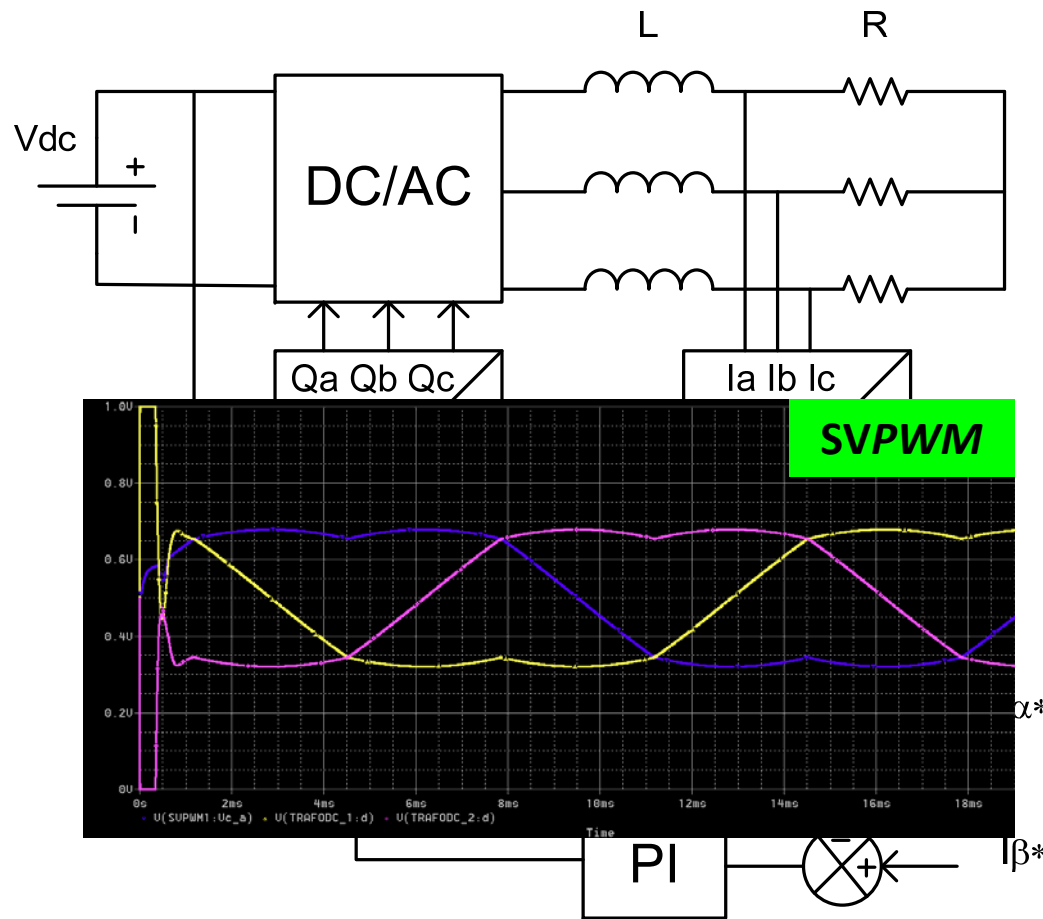 L R
Vdc
+
DC/AC
Qa Qb Qc
Ia Ib Ic
SVPWM
1.0V
0.8V
0.6V
0.4V
0.2V
0V
0s 2ms 4ms 6ms 8ms 10ms 12ms 14ms 16ms 18ms
V(SVPWM1:Vc_a) V(TRAFODC_1:d) V(TRAFODC_2:d)
Time
α*
PI
+
Iβ*